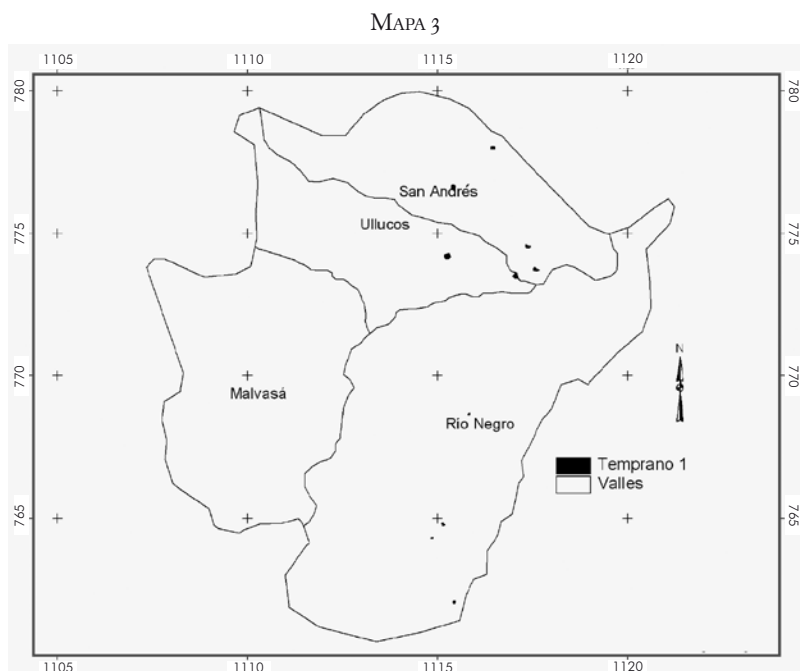 MAPA 3
1105 1110 1115 1120
780 780
San Andrés
Ullucos
775 775
N
770 770
Malvasá
Río Negro
Temprano 1
Valles
765 765
1105 1110 1115 1120